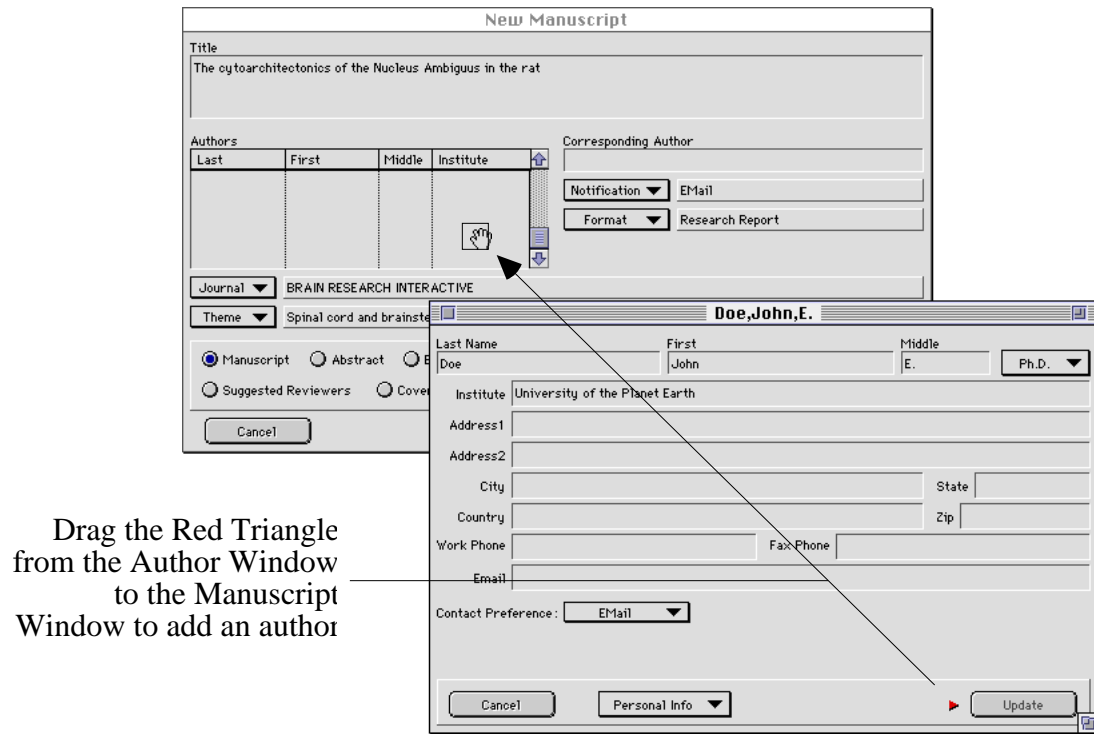 New Manuscript
Title
The cytoarchitectonics of the Nucleus Ambiguus in the rat
Authors
Last First Middle Institute
Corresponding Author
Notification EMail
Format Research Report
Journal BRAIN RESEARCH INTERACTIVE
Theme Spinal cord and brainste
Manuscript Abstract E
Suggested Reviewers Cover
Cancel
Doe,John,E.
Last Name First Middle
Doe John E. Ph.D.
Institute University of the Planet Earth
Address1
Address2
City State
Country Zip
Work Phone Fax Phone
Email
Contact Preference: EMail
Cancel Personal Info Update
Drag the Red Triangle
from the Author Window
to the Manuscript
Window to add an author